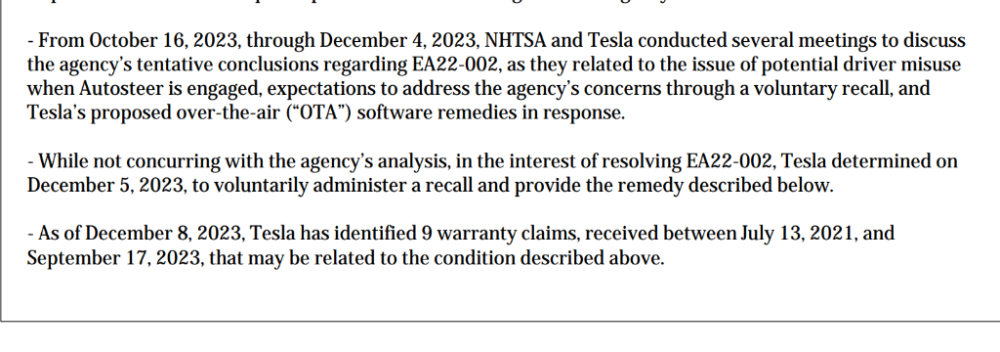 - From October 16, 2023, through December 4, 2023, NHTSA and Tesla conducted several meetings to discuss
the agency’s tentative conclusions regarding EA22-002, as they related to the issue of potential driver misuse
when Autosteer is engaged, expectations to address the agency’s concerns through a voluntary recall, and
Tesla’s proposed over-the-air (“OTA”) software remedies in response.
- While not concurring with the agency’s analysis, in the interest of resolving EA22-002, Tesla determined on
December 5, 2023, to voluntarily administer a recall and provide the remedy described below.
- As of December 8, 2023, Tesla has identified 9 warranty claims, received between July 13, 2021, and
September 17, 2023, that may be related to the condition described above.